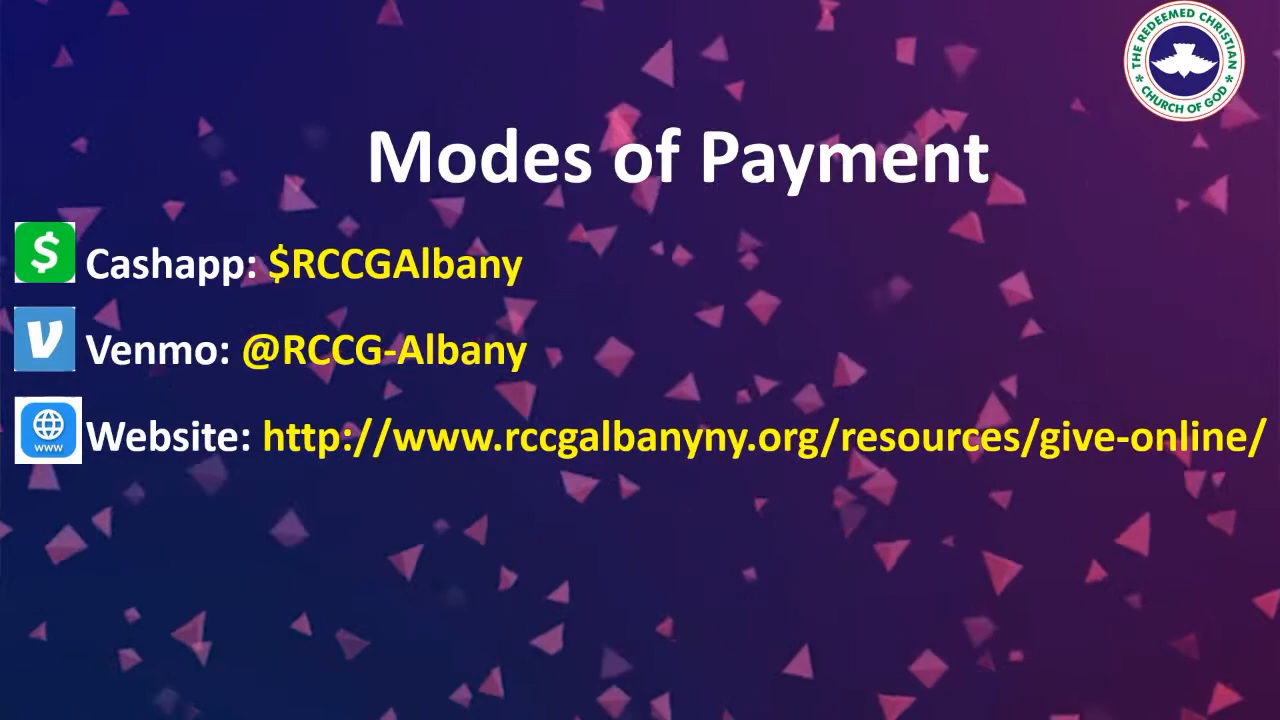 THE REDEEMED CHRISTIAN
CHURCH OF GOD
Modes of Payment
$ Cashapp: $RCCGAlbany
V Venmo: @RCCG-Albany
www Website: http://www.rccgalbanyny.org/resources/give-online/